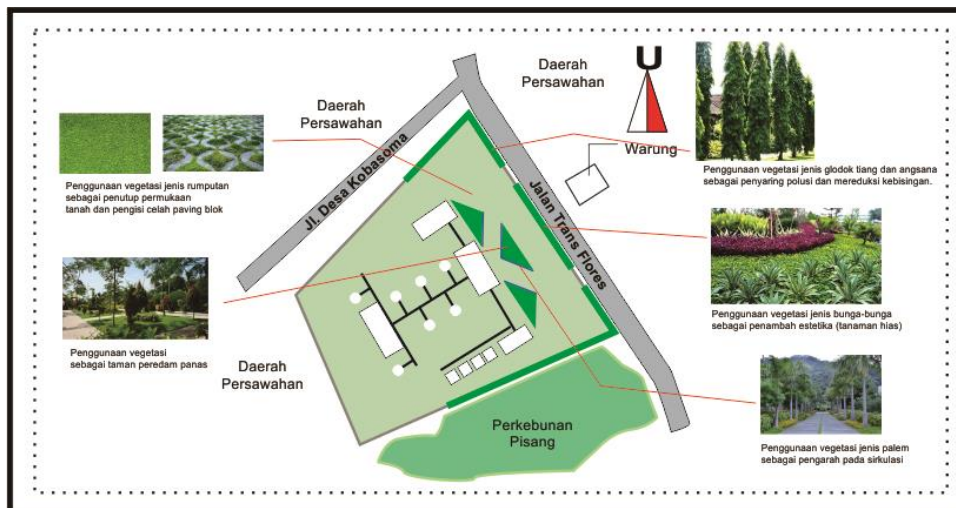 U
Daerah
Persawahan
Daerah
Persawahan
Warung
Jl. Desa Kobasoma
Jalan Trans Flores
Penggunaan vegetasi jenis rumputan
sebagai penutup permukaan
tanah dan pengisi celah paving blok
Penggunaan vegetasi jenis glodok tiang dan angsana
sebagai penyaring polusi dan mereduksi kebisingan.
Penggunaan vegetasi jenis bunga-bunga
sebagai penambah estetika (tanaman hias)
Penggunaan vegetasi
sebagai taman peredam panas
Daerah
Persawahan
Perkebunan
Pisang
Penggunaan vegetasi jenis palem
sebagai pengarah pada sirkulasi